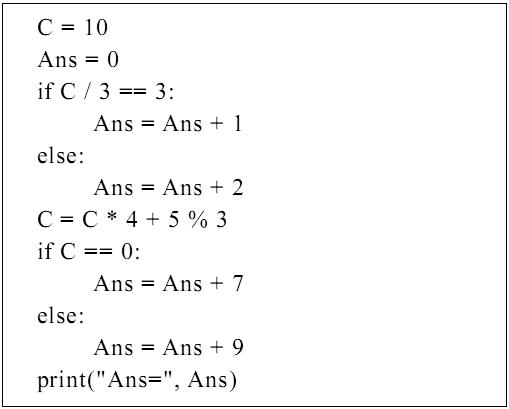 C = 10
Ans = 0
if C / 3 == 3:
Ans = Ans + 1
else:
Ans = Ans + 2
C = C * 4 + 5 % 3
if C == 0:
Ans = Ans + 7
else:
Ans = Ans + 9
print("Ans=", Ans)